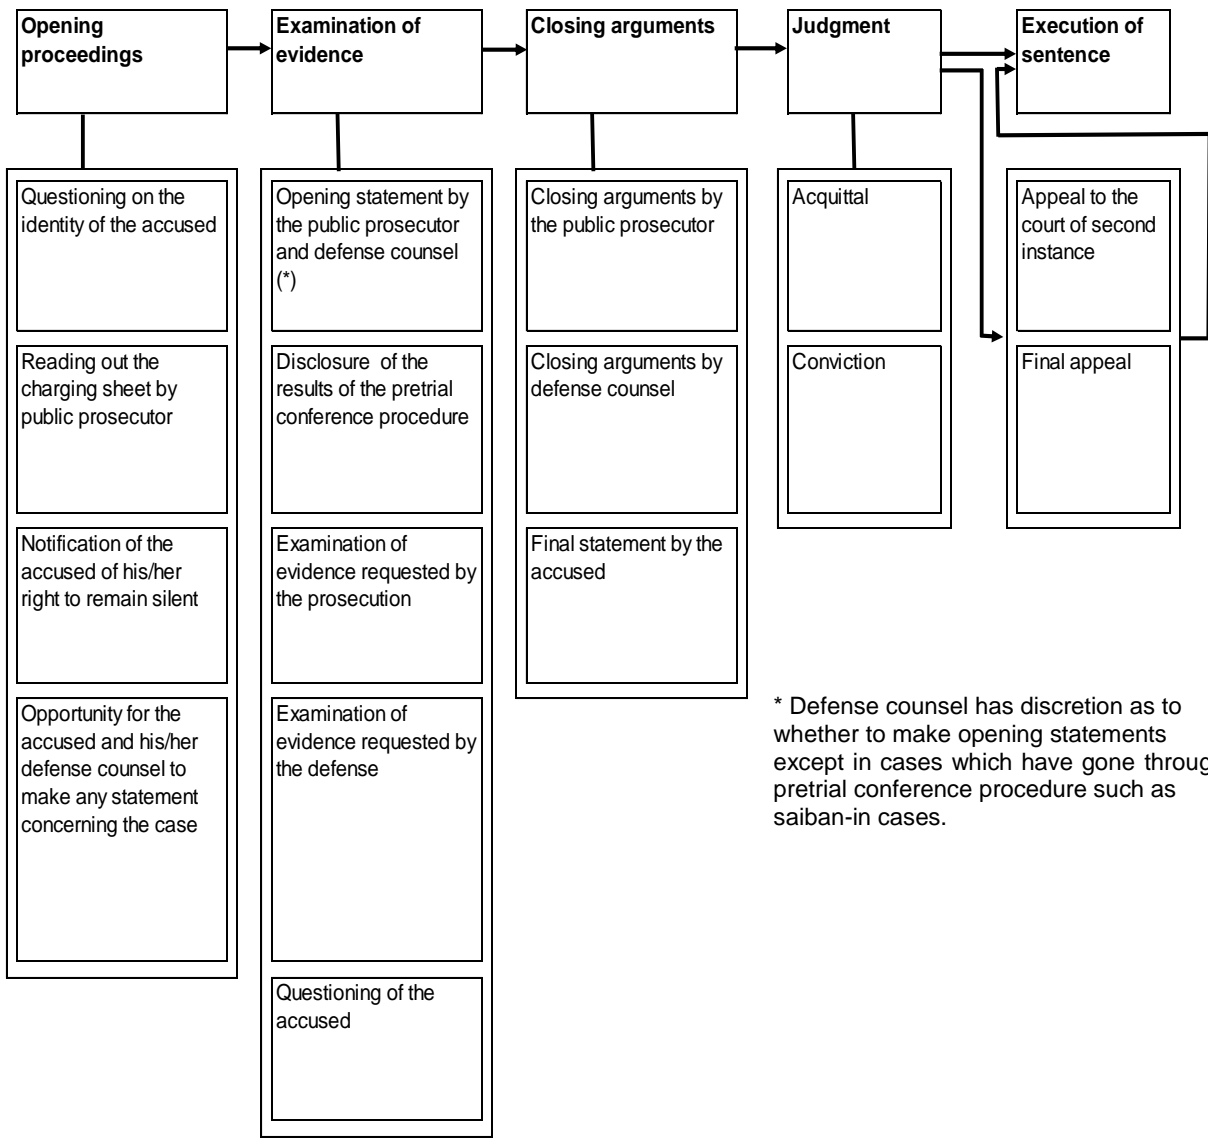 Opening
proceedings
Examination of
evidence
Closing arguments
Judgment
Execution of
sentence
Questioning on the
identity of the accused
Reading out the
charging sheet by
public prosecutor
Notification of the
accused of his/her
right to remain silent
Opportunity for the
accused and his/her
defense counsel to
make any statement
concerning the case
Opening statement by
the public prosecutor
and defense counsel
(*)
Disclosure of the
results of the pretrial
conference procedure
Examination of
evidence requested by
the prosecution
Examination of
evidence requested by
the defense
Questioning of the
accused
Closing arguments by
the public prosecutor
Closing arguments by
defense counsel
Final statement by the
accused
Acquittal
Conviction
Appeal to the
court of second
instance
Final appeal
* Defense counsel has discretion as to
whether to make opening statements
except in cases which have gone throug
pretrial conference procedure such as
saiban-in cases.